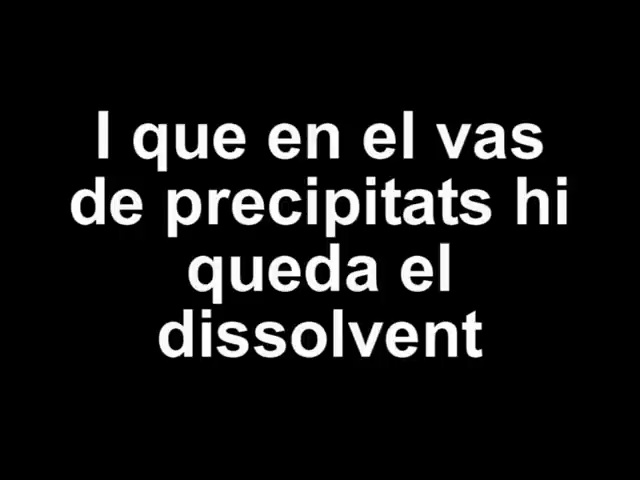 I que en el vas
de precipitats hi
queda el
dissolvent